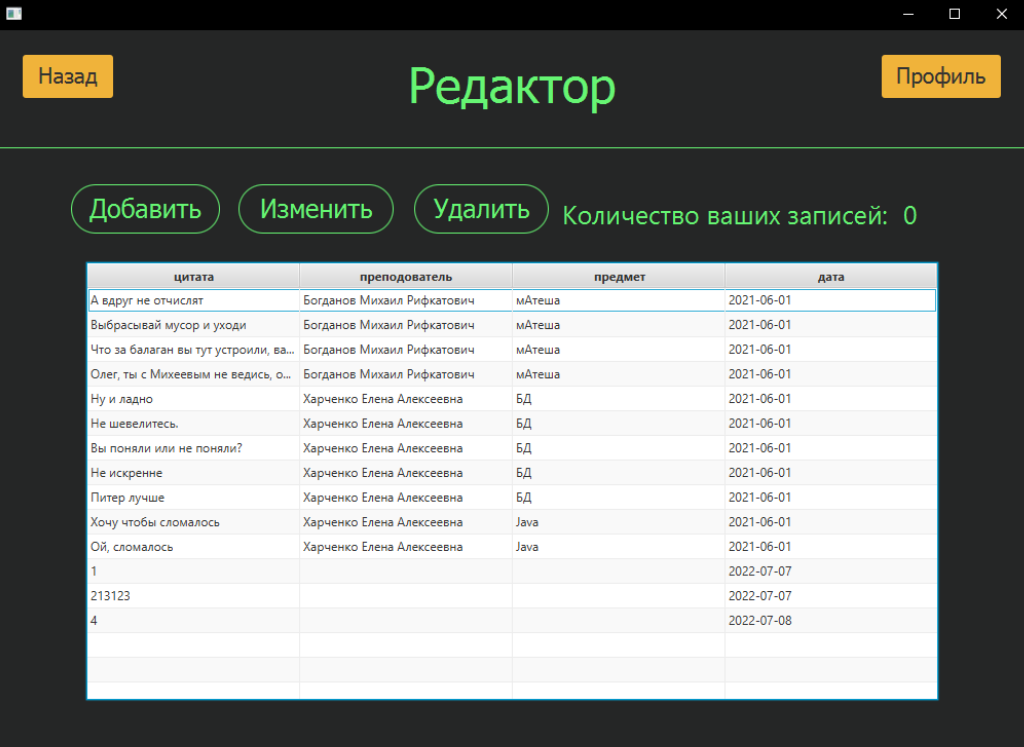 Назад
Редактор
Профиль
Добавить
Изменить
Удалить
Количество ваших записей: 0
цитата преподователь предмет дата
А вдруг не отчислят Богданов Михаил Рифкатович мАтеша 2021-06-01
Выбрасывай мусор и уходи Богданов Михаил Рифкатович мАтеша 2021-06-01
Что за балаган вы тут устроили, ва... Богданов Михаил Рифкатович мАтеша 2021-06-01
Олег, ты с Михеевым не ведись, о... Богданов Михаил Рифкатович мАтеша 2021-06-01
Ну и ладно Харченко Елена Алексеевна БД 2021-06-01
Не шевелитесь. Харченко Елена Алексеевна БД 2021-06-01
Вы поняли или не поняли? Харченко Елена Алексеевна БД 2021-06-01
Не искренне Харченко Елена Алексеевна БД 2021-06-01
Питер лучше Харченко Елена Алексеевна БД 2021-06-01
Хочу чтобы сломалось Харченко Елена Алексеевна Java 2021-06-01
Ой, сломалось Харченко Елена Алексеевна Java 2021-06-01
1 2022-07-07
213123 2022-07-07
4 2022-07-08